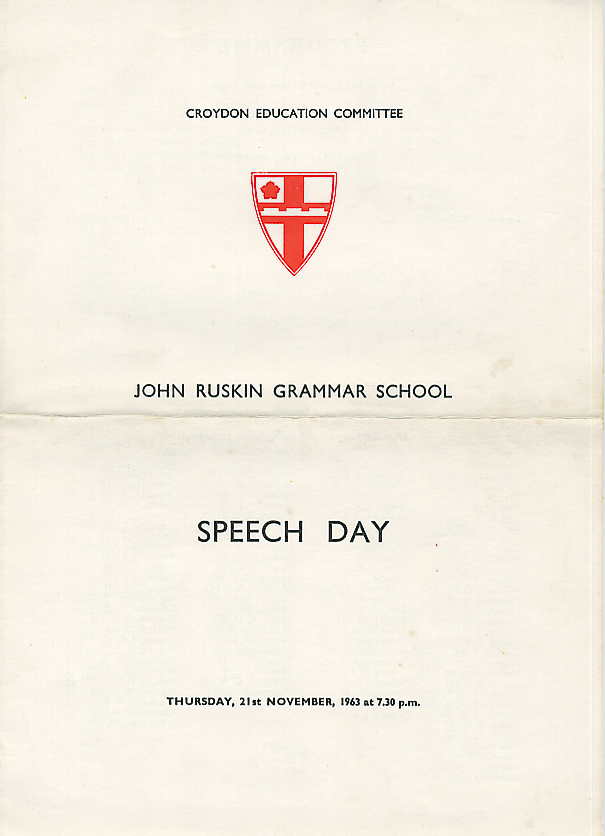 CROYDON EDUCATION COMMITTEE
JOHN RUSKIN GRAMMAR SCHOOL
SPEECH DAY
THURSDAY, 21st NOVEMBER, 1963 at 7.30 p.m.